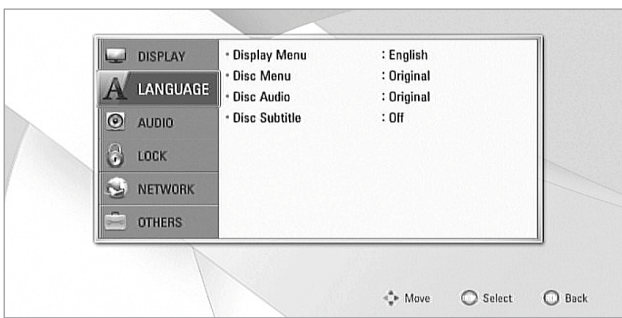 DISPLAY
LANGUAGE
AUDIO
LOCK
NETWORK
OTHERS
• Display Menu : English
• Disc Menu : Original
• Disc Audio : Original
• Disc Subtitle : Off
Move Select Back